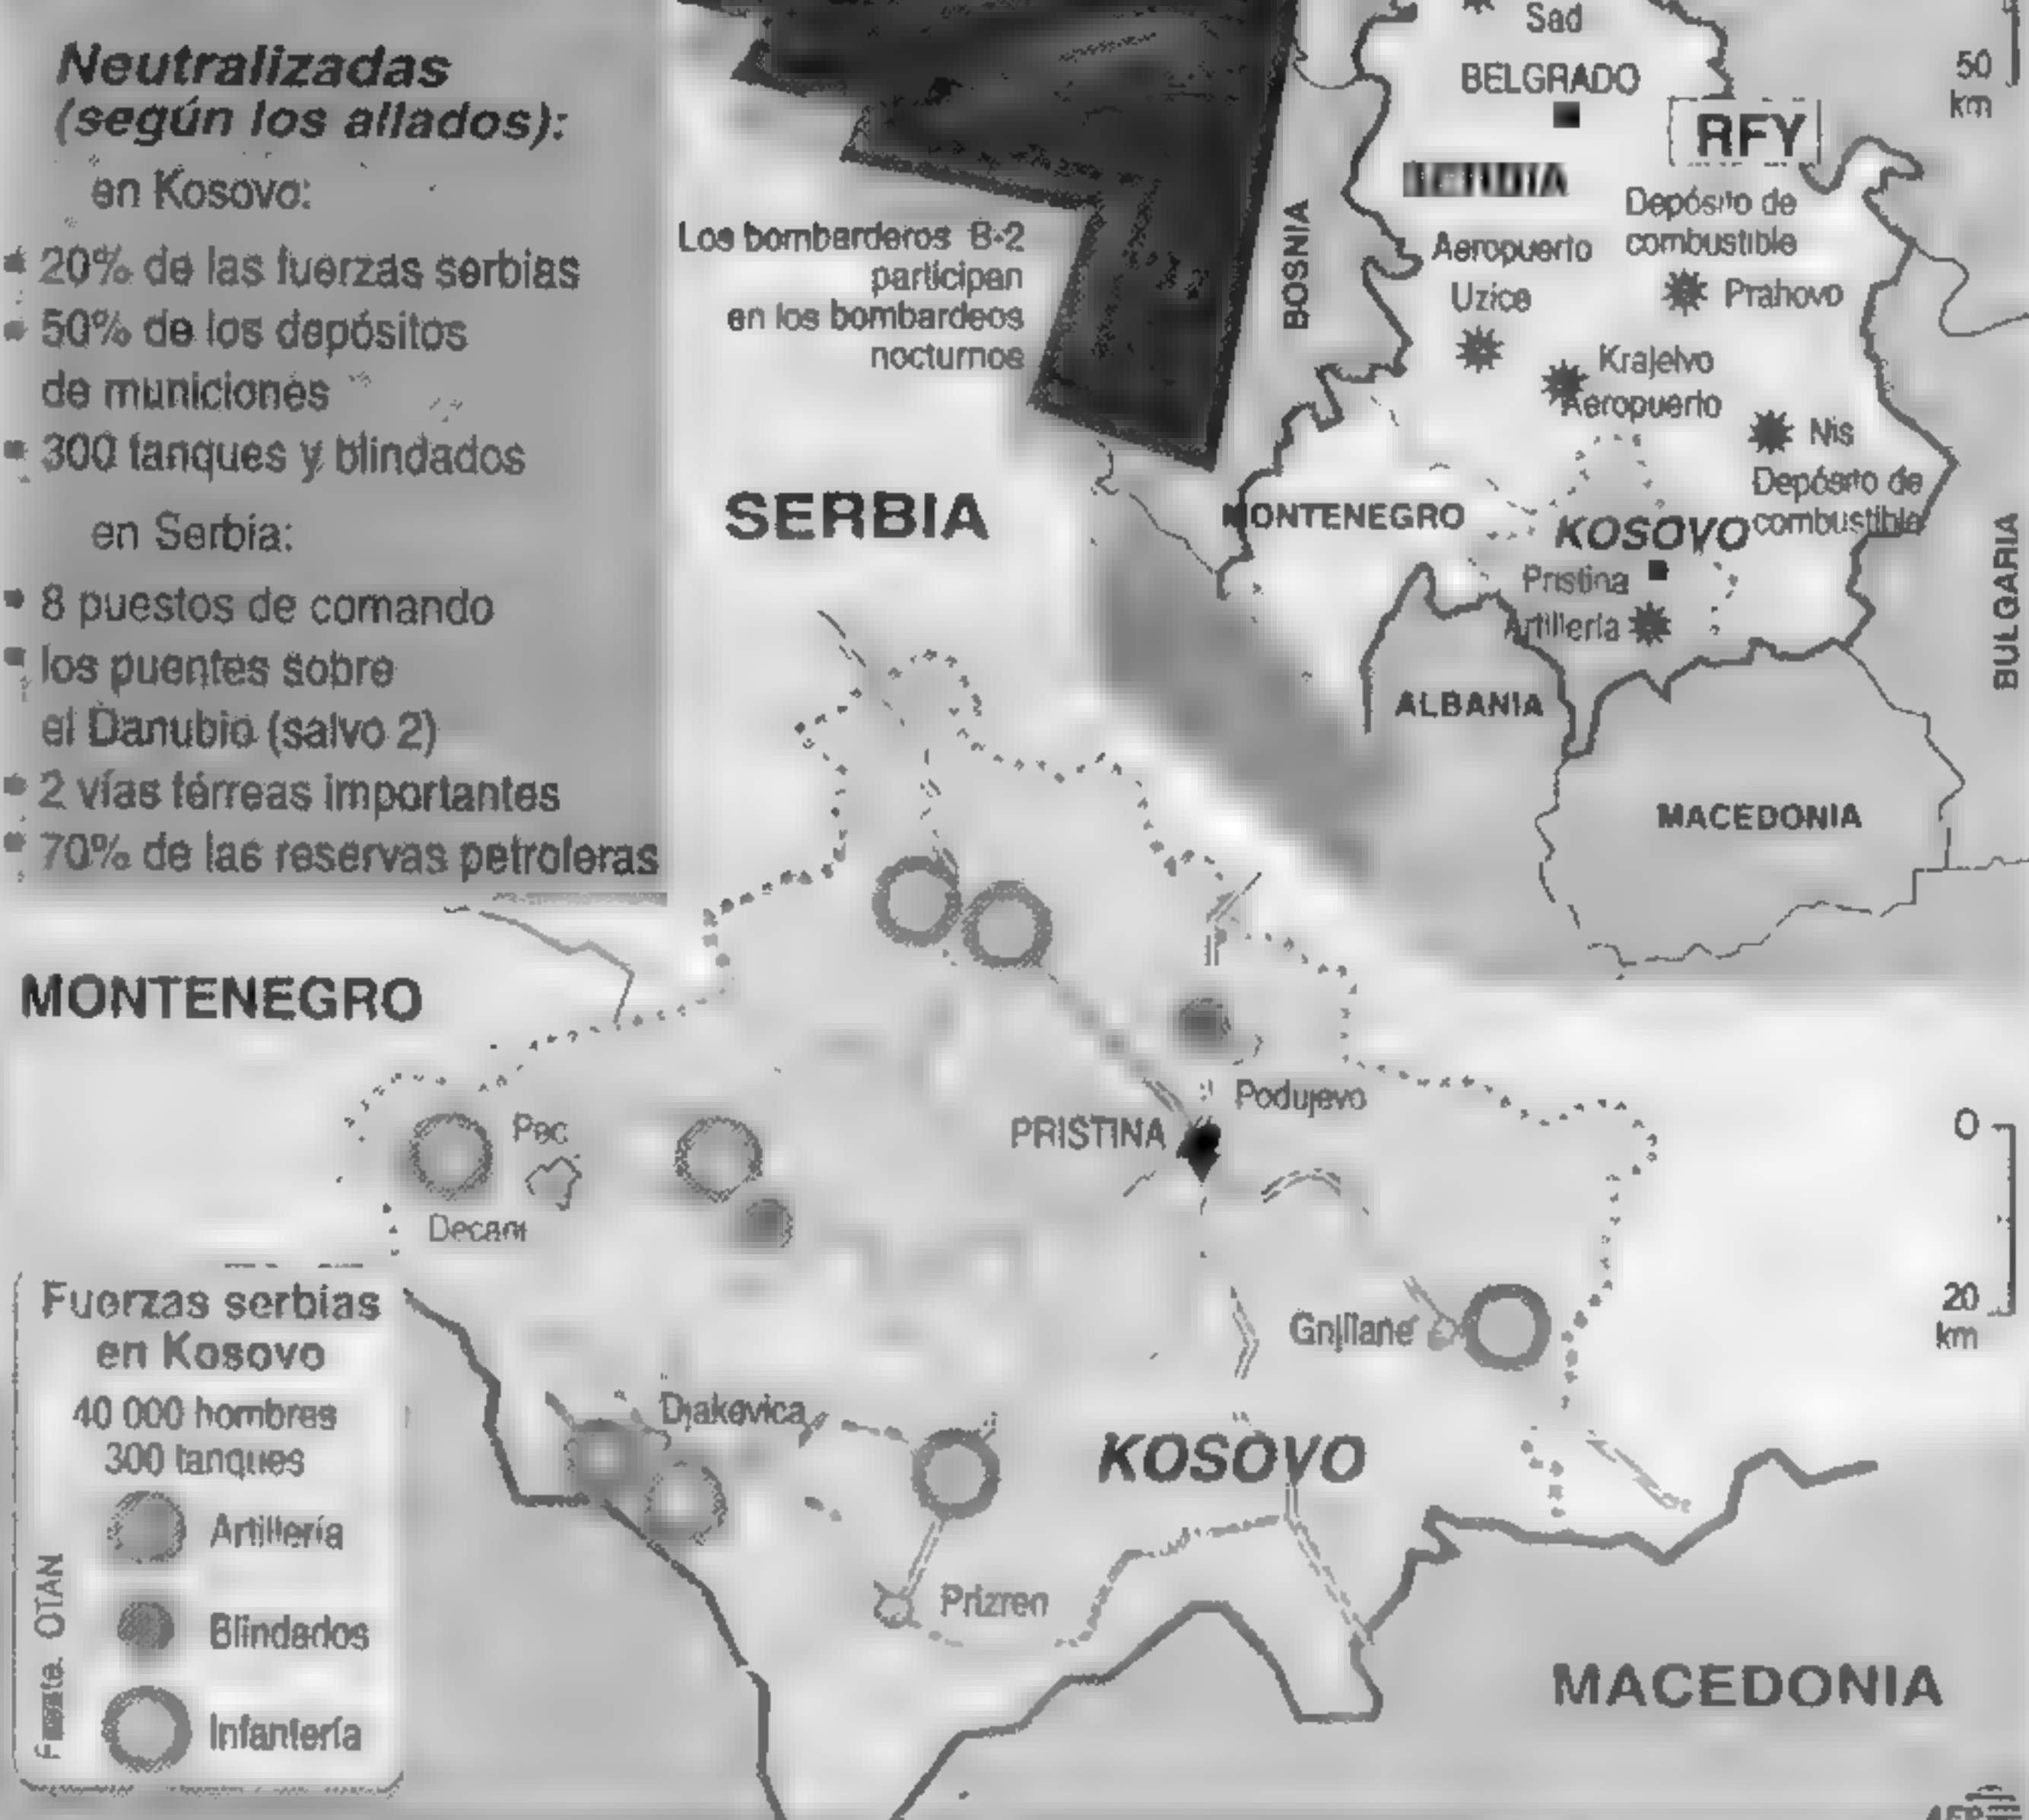 Neutralizadas
(según los aliados):
en Kosovo:
20% de las fuerzas serbias
50% de los depósitos
de municiones
300 tanques y blindados
en Serbia:
8 puestos de comando
los puentes sobre
el Danubio (salvo 2)
2 vías férreas importantes
70% de las reservas petroleras
Los bombarderos B-2
participan
en los bombardeos
nocturnos
Sad
BELGRADO
RFY
50
km
SERBIA
BOSNIA
Depósito de
combustible
Prahovo
Aeropuerto
Uzice
Krajelvo
Aeropuerto
Nis
Depósito de
combustible
MONTENEGRO
KOSOVO
Pristina
Artillería
ALBANIA
BULGARIA
MACEDONIA
SERBIA
MONTENEGRO
Podujevo
PRISTINA
Pec
Decani
0
20
km
Gnjilane
Djakovica
KOSOVO
Prizren
MACEDONIA
Fuerzas serbias
en Kosovo
40 000 hombres
300 tanques
Artillería
Blindados
Infantería
Fuente OTAN
AFP